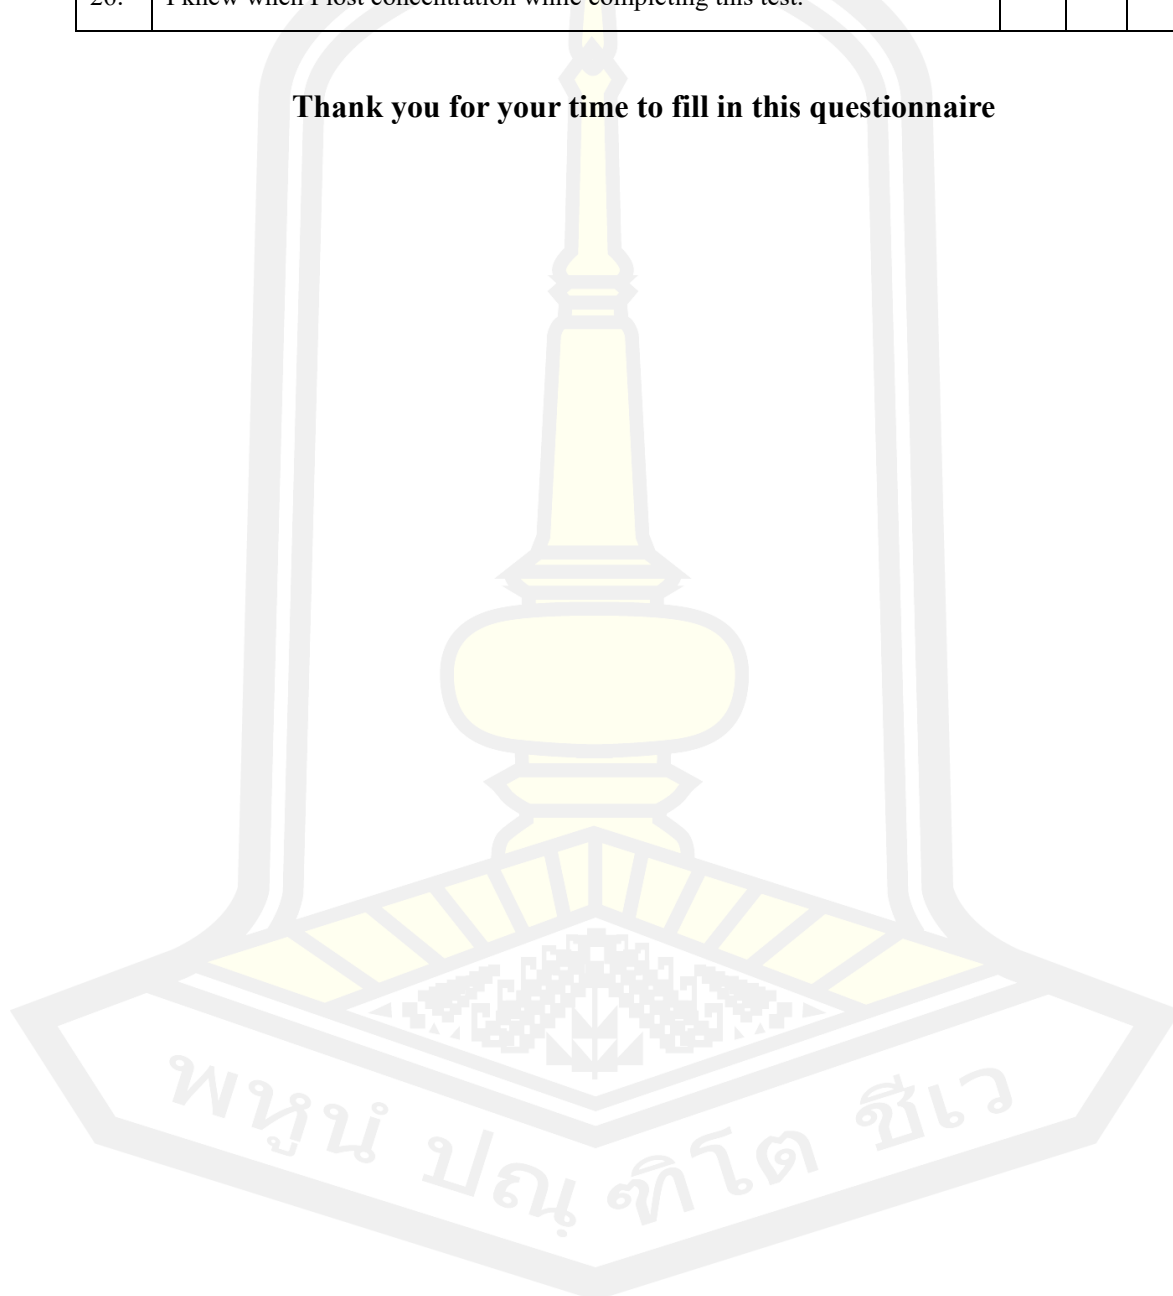 I knew when I lost concentration while completing this test.
Thank you for your time to fill in this questionnaire
พหูนํ ปณฺ ฑิโต ชีเว